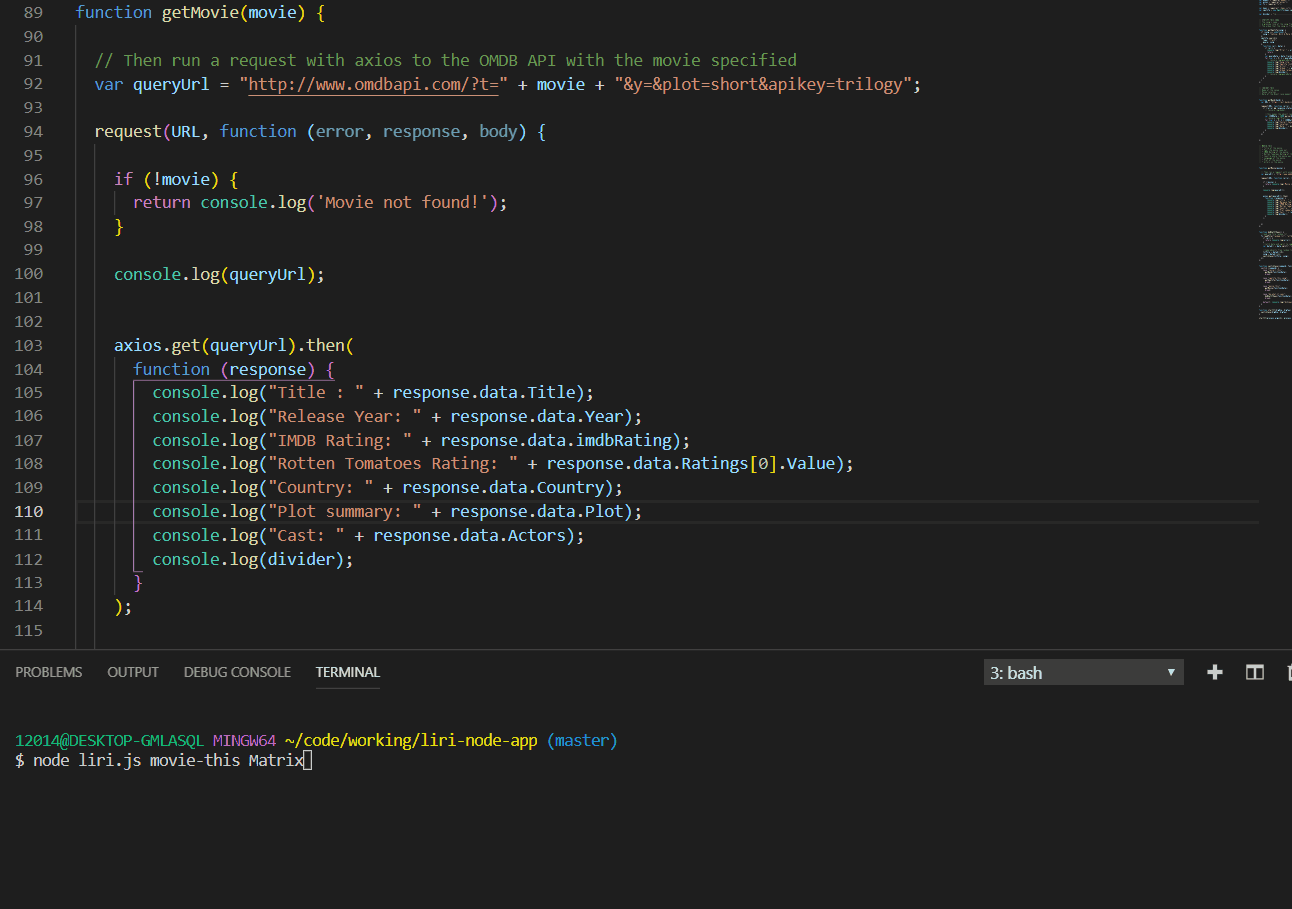 89 function getMovie(movie) {
90
91 // Then run a request with axios to the OMDB API with the movie specified
92 var queryUrl = "http://www.omdbapi.com/?t=" + movie + "&y=&plot=short&apikey=trilogy";
93
94 request(URL, function (error, response, body) {
95
96 if (!movie) {
97 return console.log('Movie not found!');
98 }
99
100 console.log(queryUrl);
101
102
103 axios.get(queryUrl).then(
104 function (response) {
105 console.log("Title : " + response.data.Title);
106 console.log("Release Year: " + response.data.Year);
107 console.log("IMDB Rating: " + response.data.imdbRating);
108 console.log("Rotten Tomatoes Rating: " + response.data.Ratings[0].Value);
109 console.log("Country: " + response.data.Country);
110 console.log("Plot summary: " + response.data.Plot);
111 console.log("Cast: " + response.data.Actors);
112 console.log(divider);
113 }
114 );
115
PROBLEMS OUTPUT DEBUG CONSOLE TERMINAL 3: bash
12014@DESKTOP-GMLASQL MINGW64 ~/code/working/liri-node-app (master)
$ node liri.js movie-this Matrix